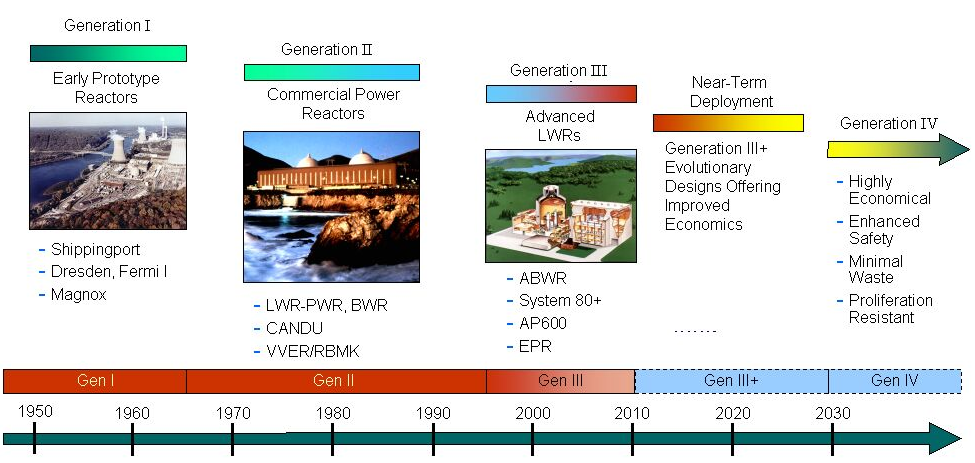 Generation I
Early Prototype
Reactors
- Shippingport
- Dresden, Fermi I
- Magnox
Generation II
Commercial Power
Reactors
- LWR-PWR, BWR
- CANDU
- VVER/RBMK
Generation III
Advanced
LWRs
- ABWR
- System 80+
- AP600
- EPR
Near-Term
Deployment
Generation III+
Evolutionary
Designs Offering
Improved
Economics
.......
Generation IV
- Highly
Economical
- Enhanced
Safety
- Minimal
Waste
- Proliferation
Resistant
Gen I Gen II Gen III Gen III+ Gen IV
1950 1960 1970 1980 1990 2000 2010 2020 2030